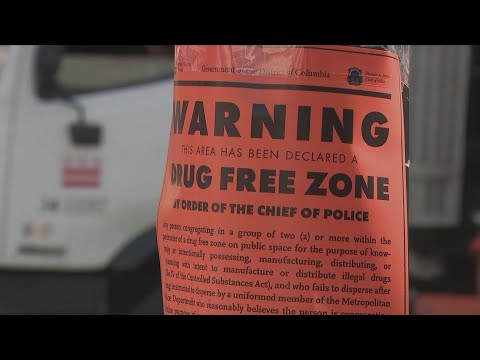 Government of the District of Columbia
WARNING
THIS AREA HAS BEEN DECLARED A
DRUG FREE ZONE
BY ORDER OF THE CHIEF OF POLICE
Any person congregating in a group of two (2) or more within the
perimeter of a drug free zone on public space for the purpose of know-
ingly or intentionally possessing, manufacturing, distributing, or
possessing with intent to manufacture or distribute illegal drugs
IV of the Controlled Substances Act), and who fails to disperse after
being instructed to disperse by a uniformed member of the Metropolitan
Police Department who reasonably believes the person is congregating